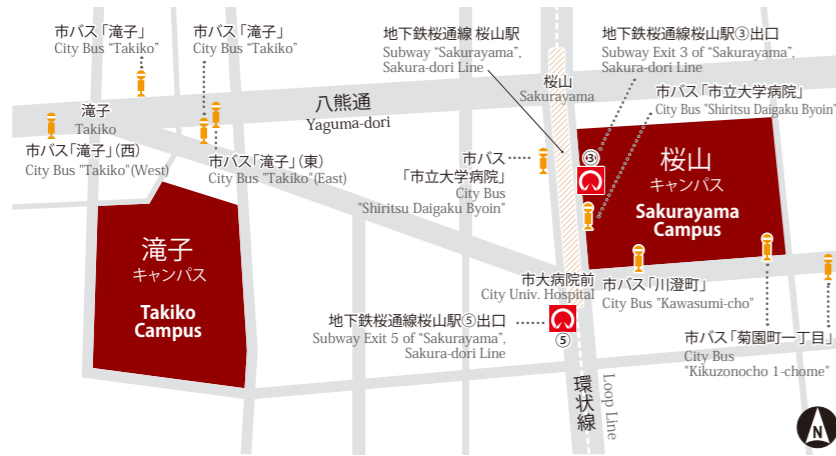 市バス「滝子」
City Bus “Takiko”
市バス「滝子」
City Bus “Takiko”
地下鉄桜通線 桜山駅
Subway “Sakurayama”,
Sakura-dori Line
地下鉄桜通線桜山駅③出口
Subway Exit 3 of “Sakurayama”,
Sakura-dori Line
桜山
Sakurayama
市バス「市立大学病院」
City Bus "Shiritsu Daigaku Byoin"
八熊通
Yaguma-dori
滝子
Takiko
市バス「滝子」(西)
City Bus "Takiko"(West)
市バス「滝子」(東)
City Bus "Takiko"(East)
市バス
「市立大学病院」
City Bus
"Shiritsu Daigaku Byoin"
③
桜山
キャンパス
Sakurayama
Campus
滝子
キャンパス
Takiko
Campus
市大病院前
City Univ. Hospital
市バス「川澄町」
City Bus "Kawasumi-cho"
地下鉄桜通線桜山駅⑤出口
Subway Exit 5 of “Sakurayama”,
Sakura-dori Line
⑤
市バス「菊園町一丁目」
City Bus
"Kikuzonocho 1-chome"
環状線
Loop Line
N